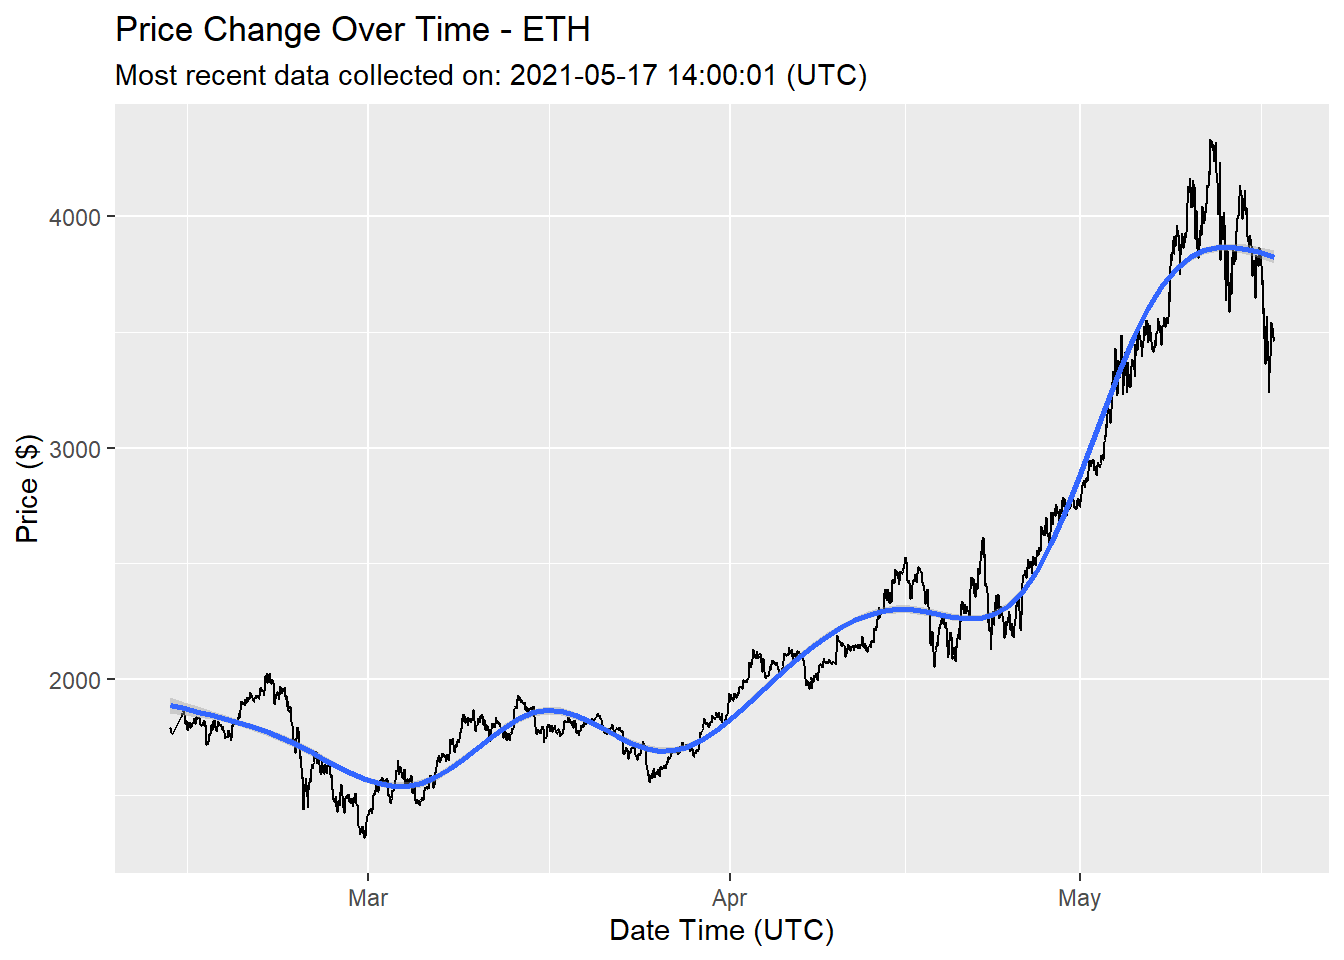 Price Change Over Time - ETH
Most recent data collected on: 2021-05-17 14:00:01 (UTC)
4000
3000
2000
Price ($)
Mar
Apr
May
Date Time (UTC)